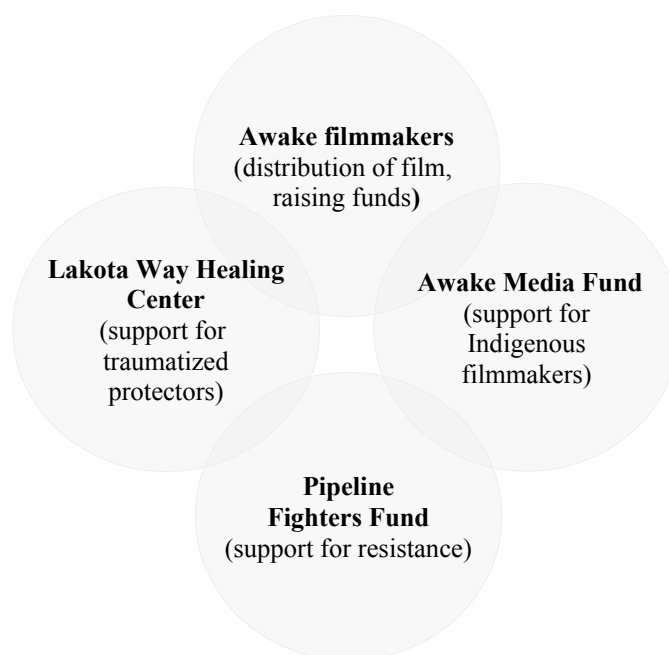 Awake filmmakers
(distribution of film,
raising funds)
Lakota Way Healing
Center
(support for
traumatized
protectors)
Awake Media Fund
(support for
Indigenous
filmmakers)
Pipeline
Fighters Fund
(support for resistance)